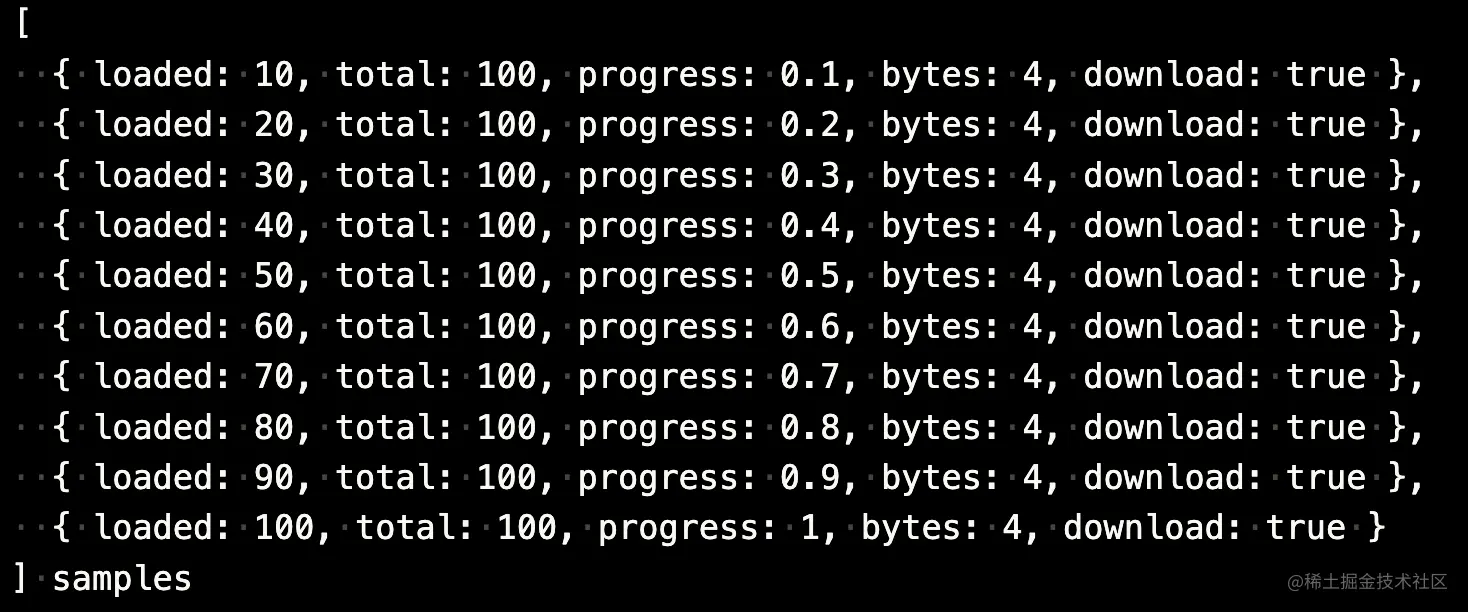 [
  { loaded: 10, total: 100, progress: 0.1, bytes: 4, download: true },
  { loaded: 20, total: 100, progress: 0.2, bytes: 4, download: true },
  { loaded: 30, total: 100, progress: 0.3, bytes: 4, download: true },
  { loaded: 40, total: 100, progress: 0.4, bytes: 4, download: true },
  { loaded: 50, total: 100, progress: 0.5, bytes: 4, download: true },
  { loaded: 60, total: 100, progress: 0.6, bytes: 4, download: true },
  { loaded: 70, total: 100, progress: 0.7, bytes: 4, download: true },
  { loaded: 80, total: 100, progress: 0.8, bytes: 4, download: true },
  { loaded: 90, total: 100, progress: 0.9, bytes: 4, download: true },
  { loaded: 100, total: 100, progress: 1, bytes: 4, download: true }
] samples
@稀土掘金技术社区